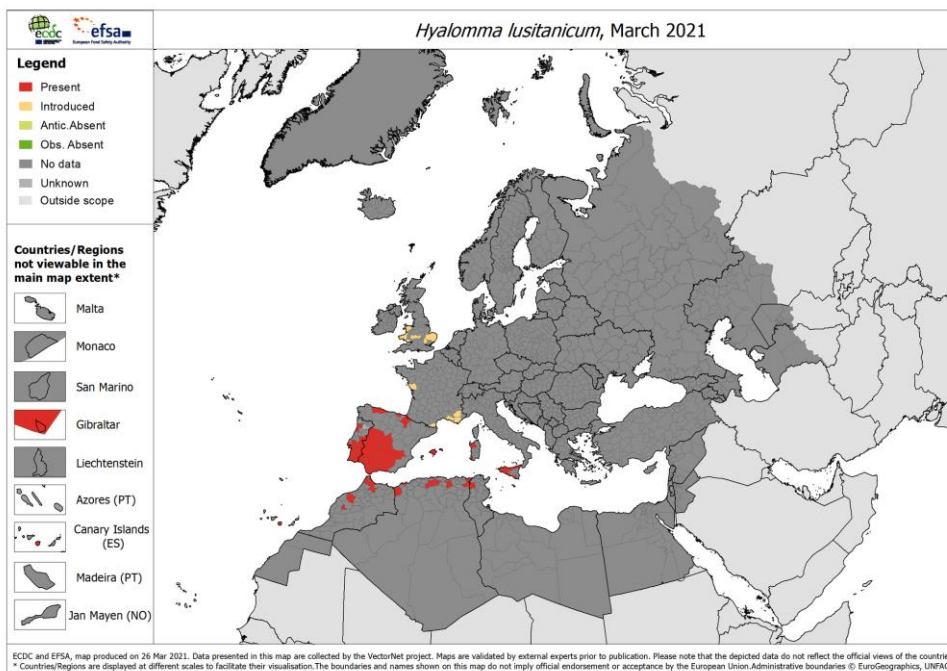 ecdc
efsa
European Food Safety Authority
Hyalomma lusitanicum, March 2021
Legend
Present
Introduced
Antic.Absent
Obs. Absent
No data
Unknown
Outside scope
Countries/Regions
not viewable in the
main map extent*
Malta
Monaco
San Marino
Gibraltar
Liechtenstein
Azores (PT)
Canary Islands
(ES)
Madeira (PT)
Jan Mayen (NO)
ECDC and EFSA, map produced on 26 Mar 2021. Data presented in this map are collected by the VectorNet project. Maps are validated by external experts prior to publication. Please note that the depicted data do not reflect the official views of the countrie
* Countries/Regions are displayed at different scales to facilitate their visualisation.The boundaries and names shown on this map do not imply official endorsement or acceptance by the European Union.Administrative boundaries © EuroGeographics, UNF